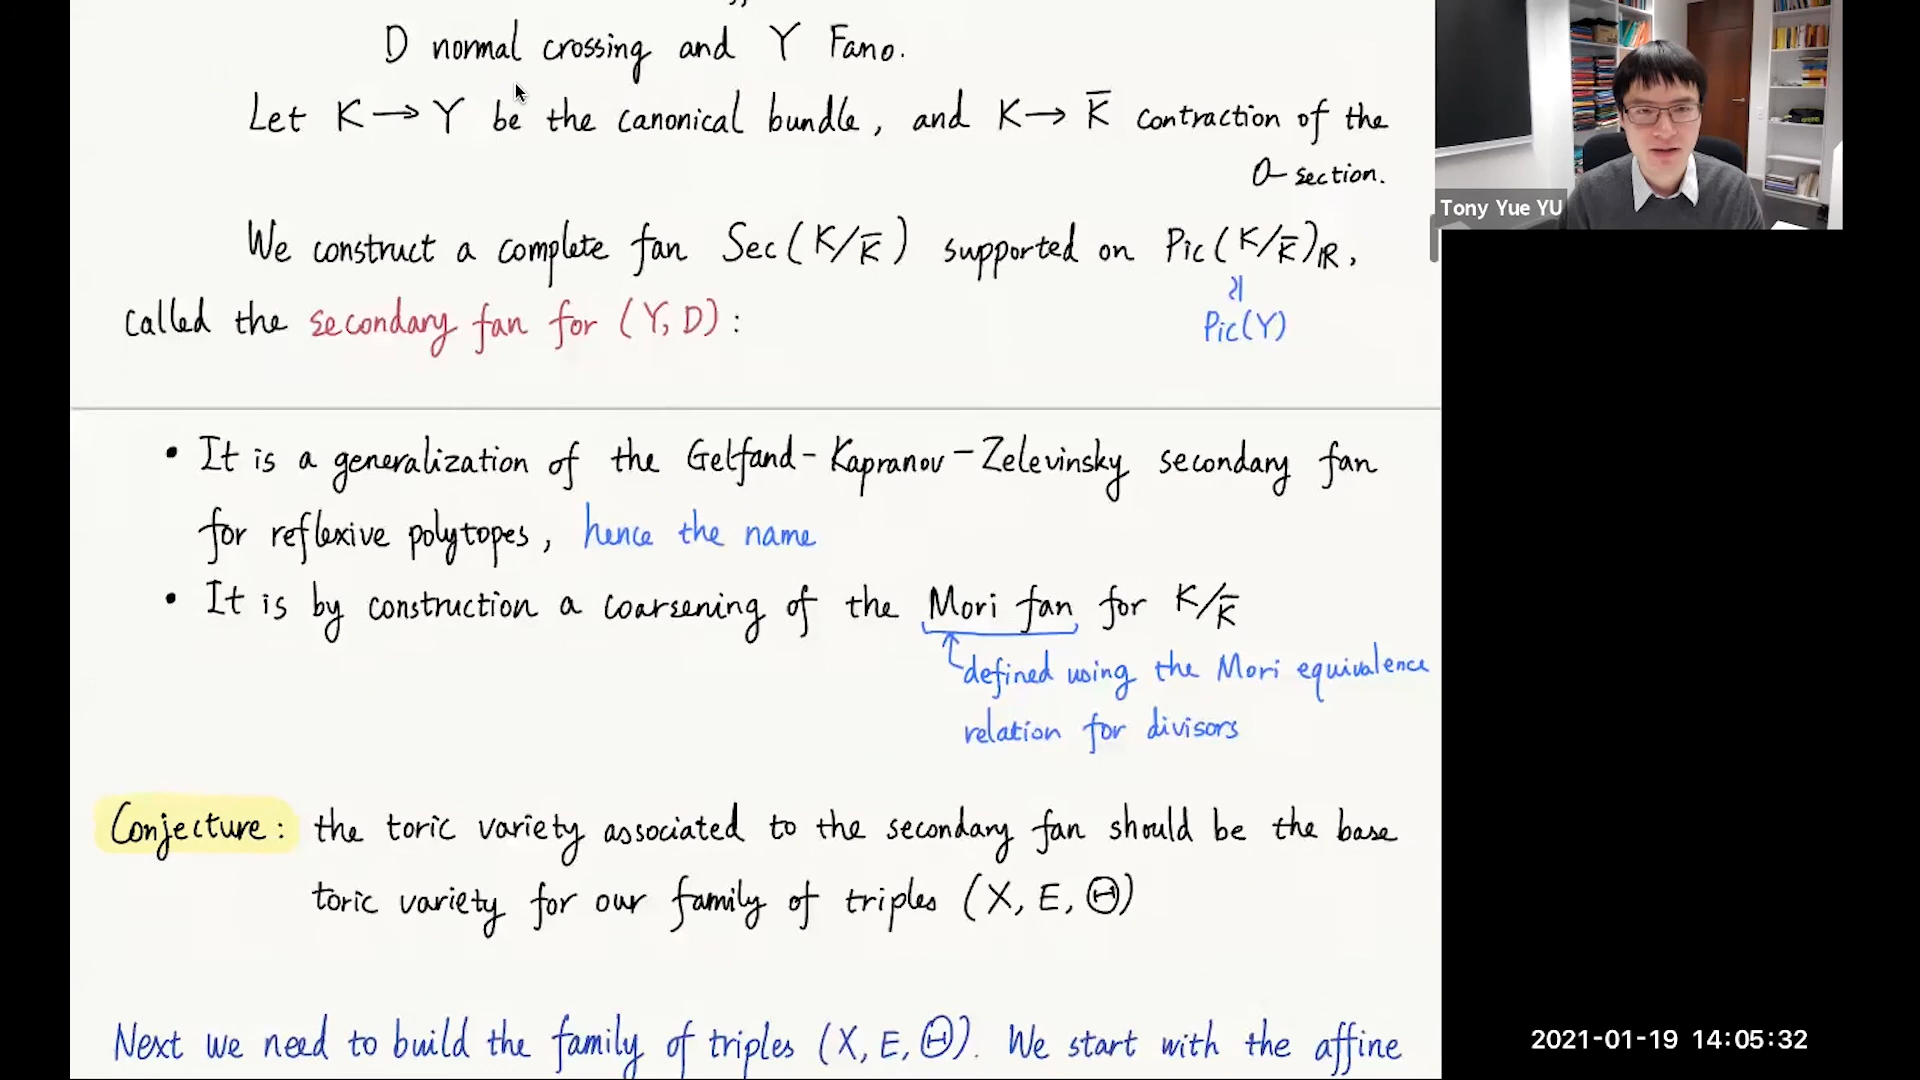 D normal crossing and Y Fano.
Let K → Y be the canonical bundle, and K → K̅ contraction of the
O-section.
We construct a complete fan Sec(K/K̅) supported on Pic(K/K̅)ℝ,
≀|
Pic(Y)
called the secondary fan for (Y, D) :
• It is a generalization of the Gelfand-Kapranov-Zelevinsky secondary fan
for reflexive polytopes, hence the name
• It is by construction a coarsening of the Mori fan for K/K̅
defined using the Mori equivalence
relation for divisors
Conjecture: the toric variety associated to the secondary fan should be the base
toric variety for our family of triples (X, E, Θ)
Next we need to build the family of triples (X, E, Θ). We start with the affine
Tony Yue YU
2021-01-19 14:05:32